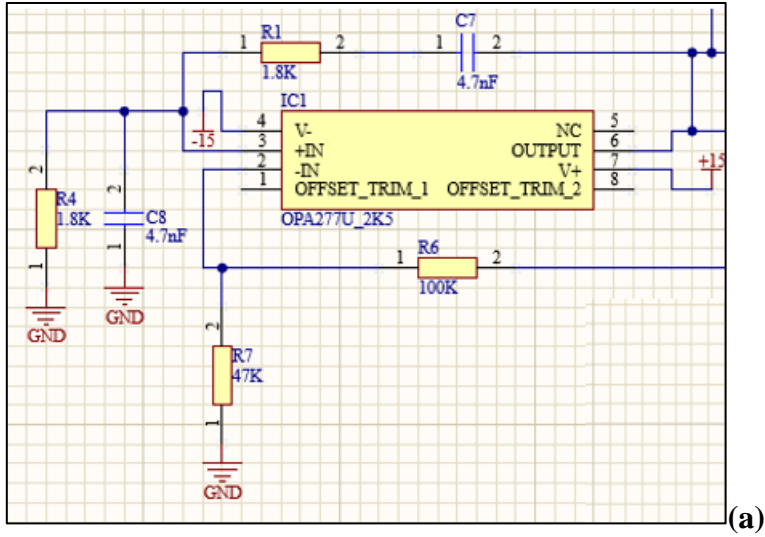 C7
R1
1 2 1 2
1.8K
4.7nF
IC1
4 V- NC 5
-15
3 +IN OUTPUT 6
2 -IN V+ 7
+15
1 OFFSET_TRIM_1 OFFSET_TRIM_2 8
OPA277U_2K5
2
R4
1.8K
1
GND
2
C8
4.7nF
1
GND
R6
1 2
100K
2
R7
47K
1
GND
(a)